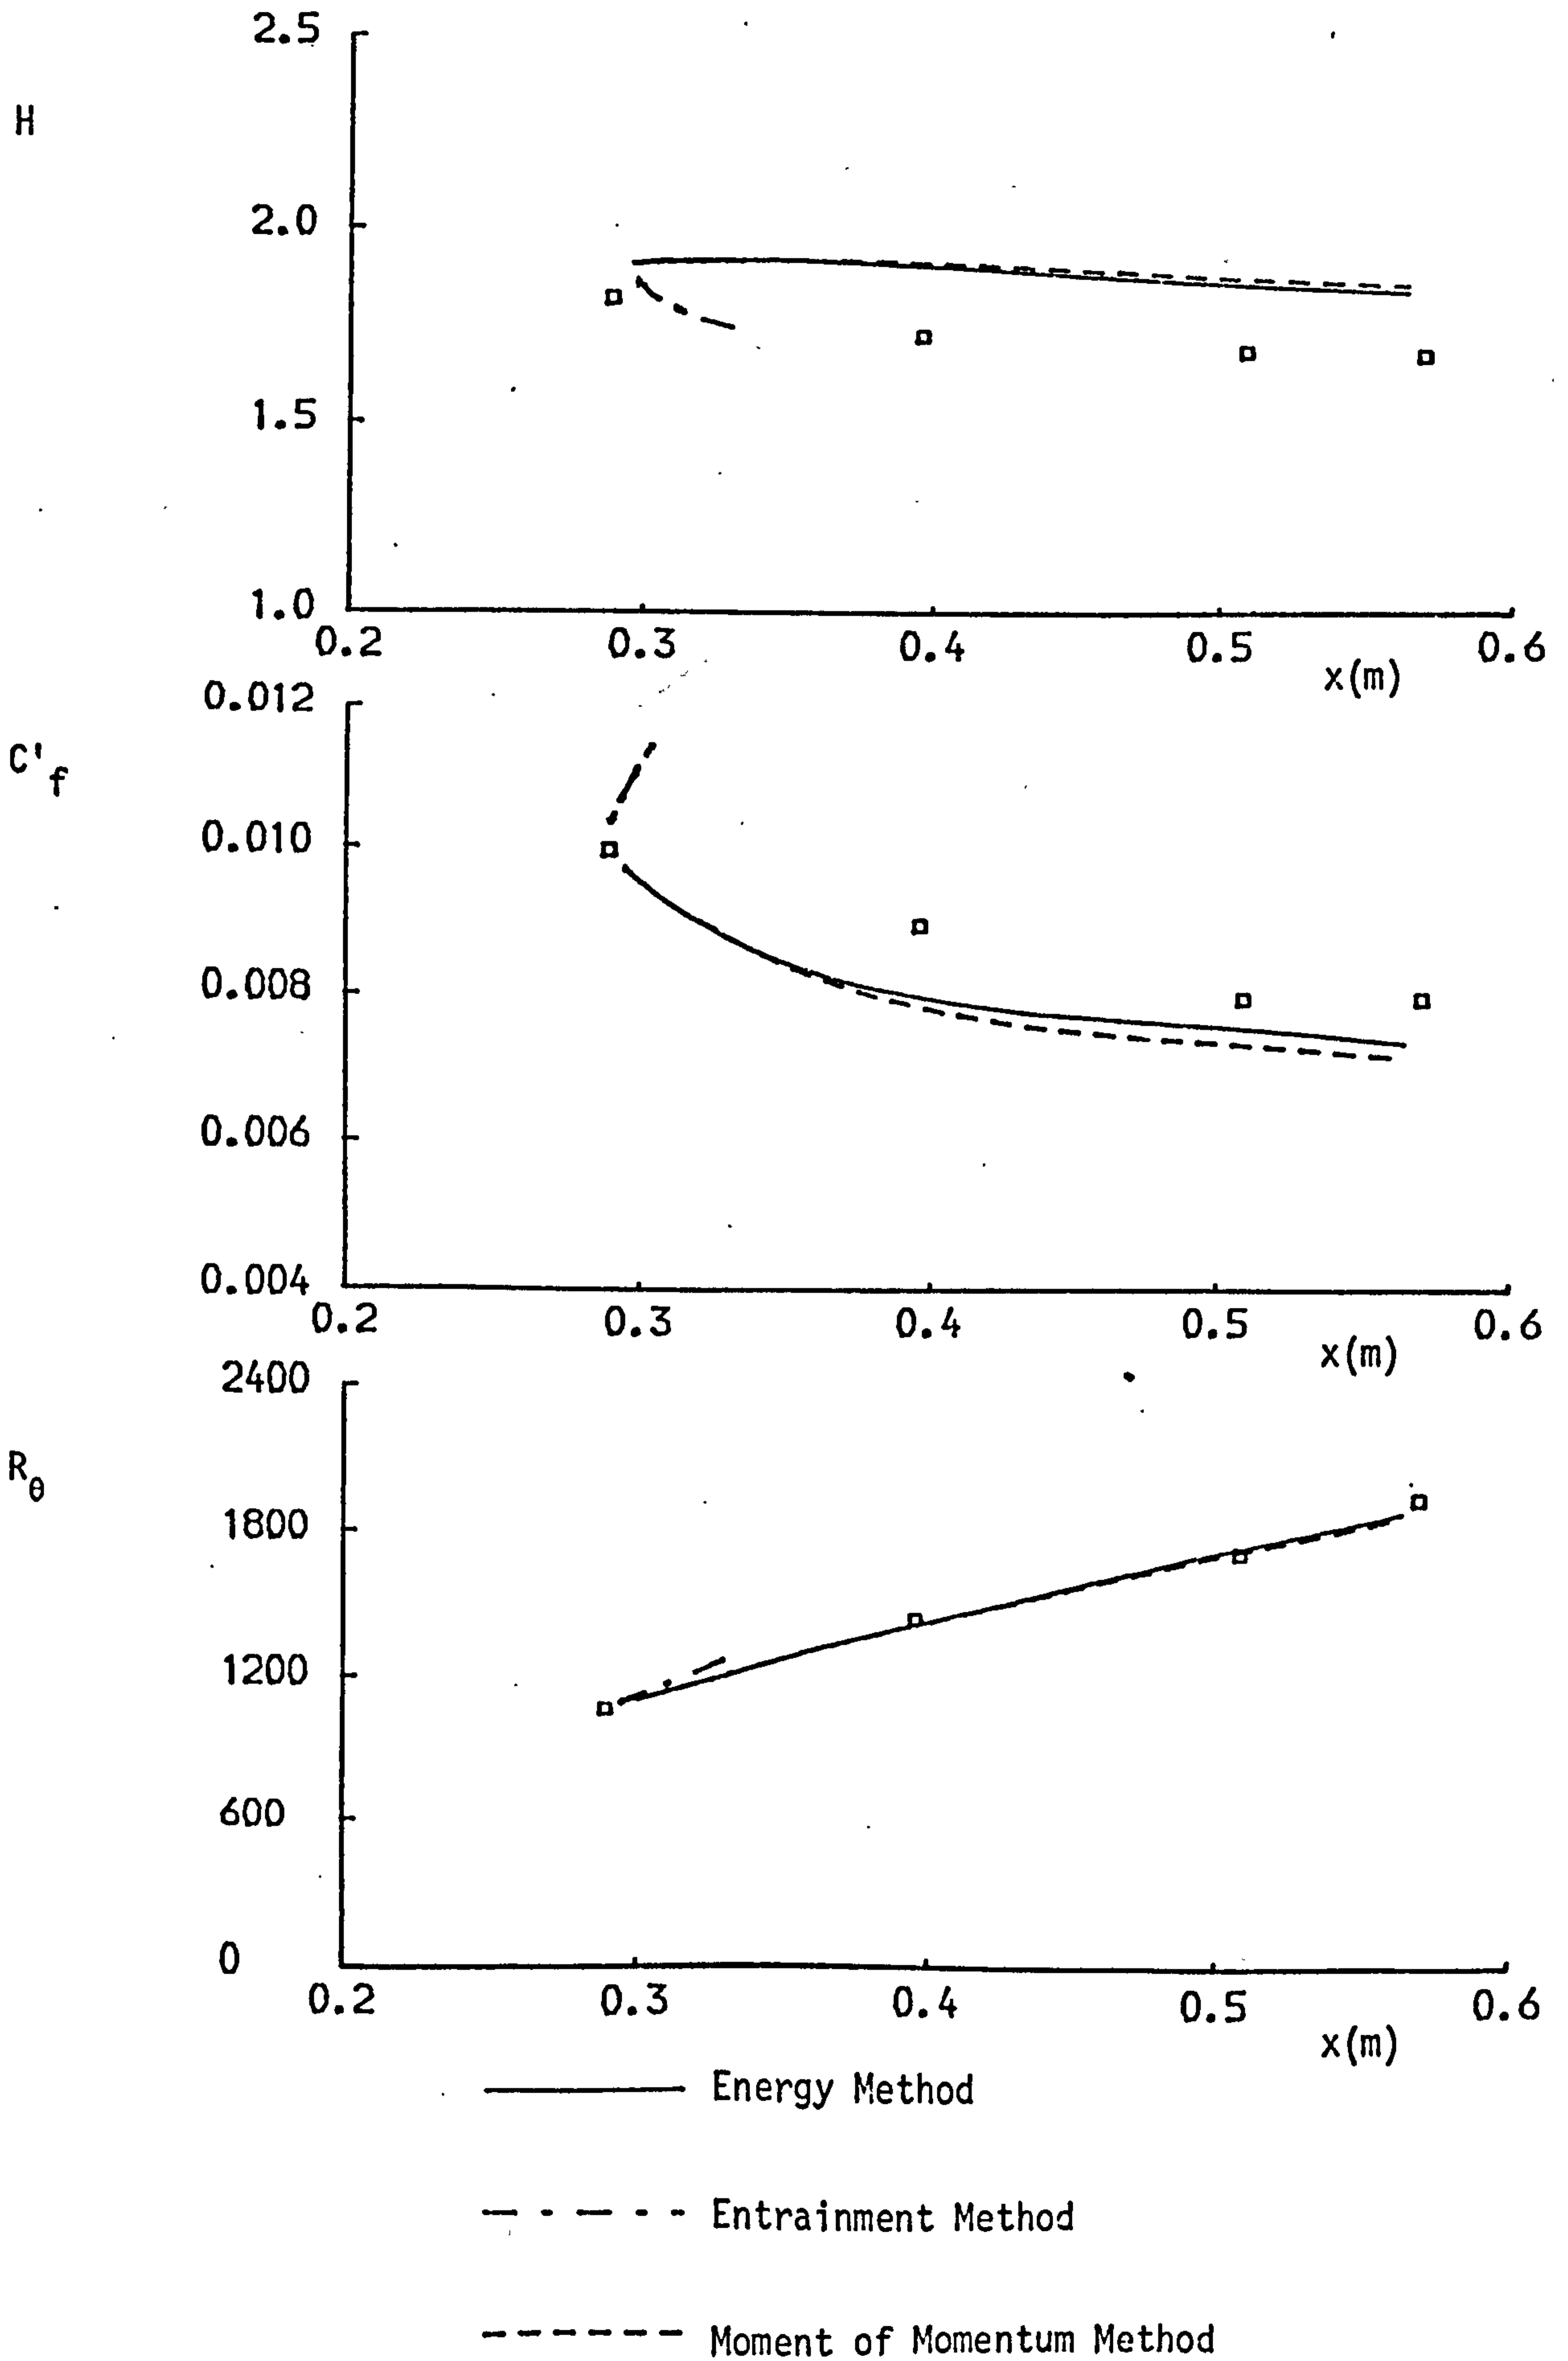 2.5
H
2.0
1.5
1.0
0.2 0.3 0.4 0.5 0.6
x(m)
0.012
C'f
0.010
0.008
0.006
0.004
0.2 0.3 0.4 0.5 0.6
x(m)
2400
Rθ
1800
1200
600
0
0.2 0.3 0.4 0.5 0.6
x(m)
Energy Method
Entrainment Method
Moment of Momentum Method